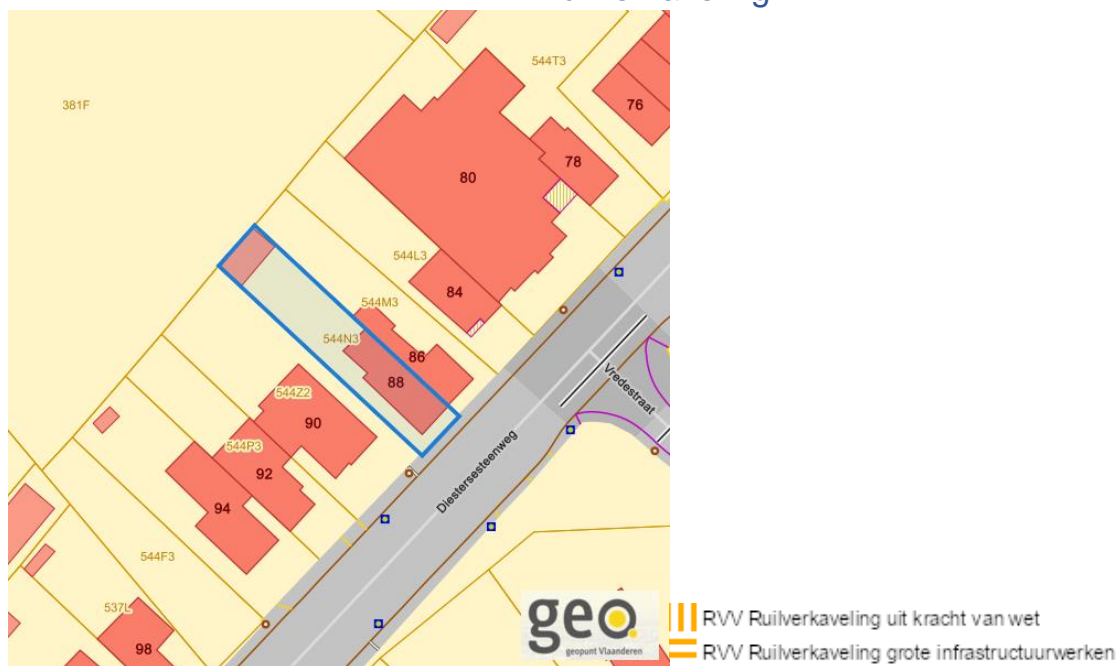 544T3
381F
76
78
80
544L3
84
544M3
544N3
86
88
Vredestraat
544Z2
90
544P3
92
94
Diestersesteenweg
544F3
537L
98
geo
geopunt Vlaanderen
RVV Ruilverkaveling uit kracht van wet
RVV Ruilverkaveling grote infrastructuurwerken